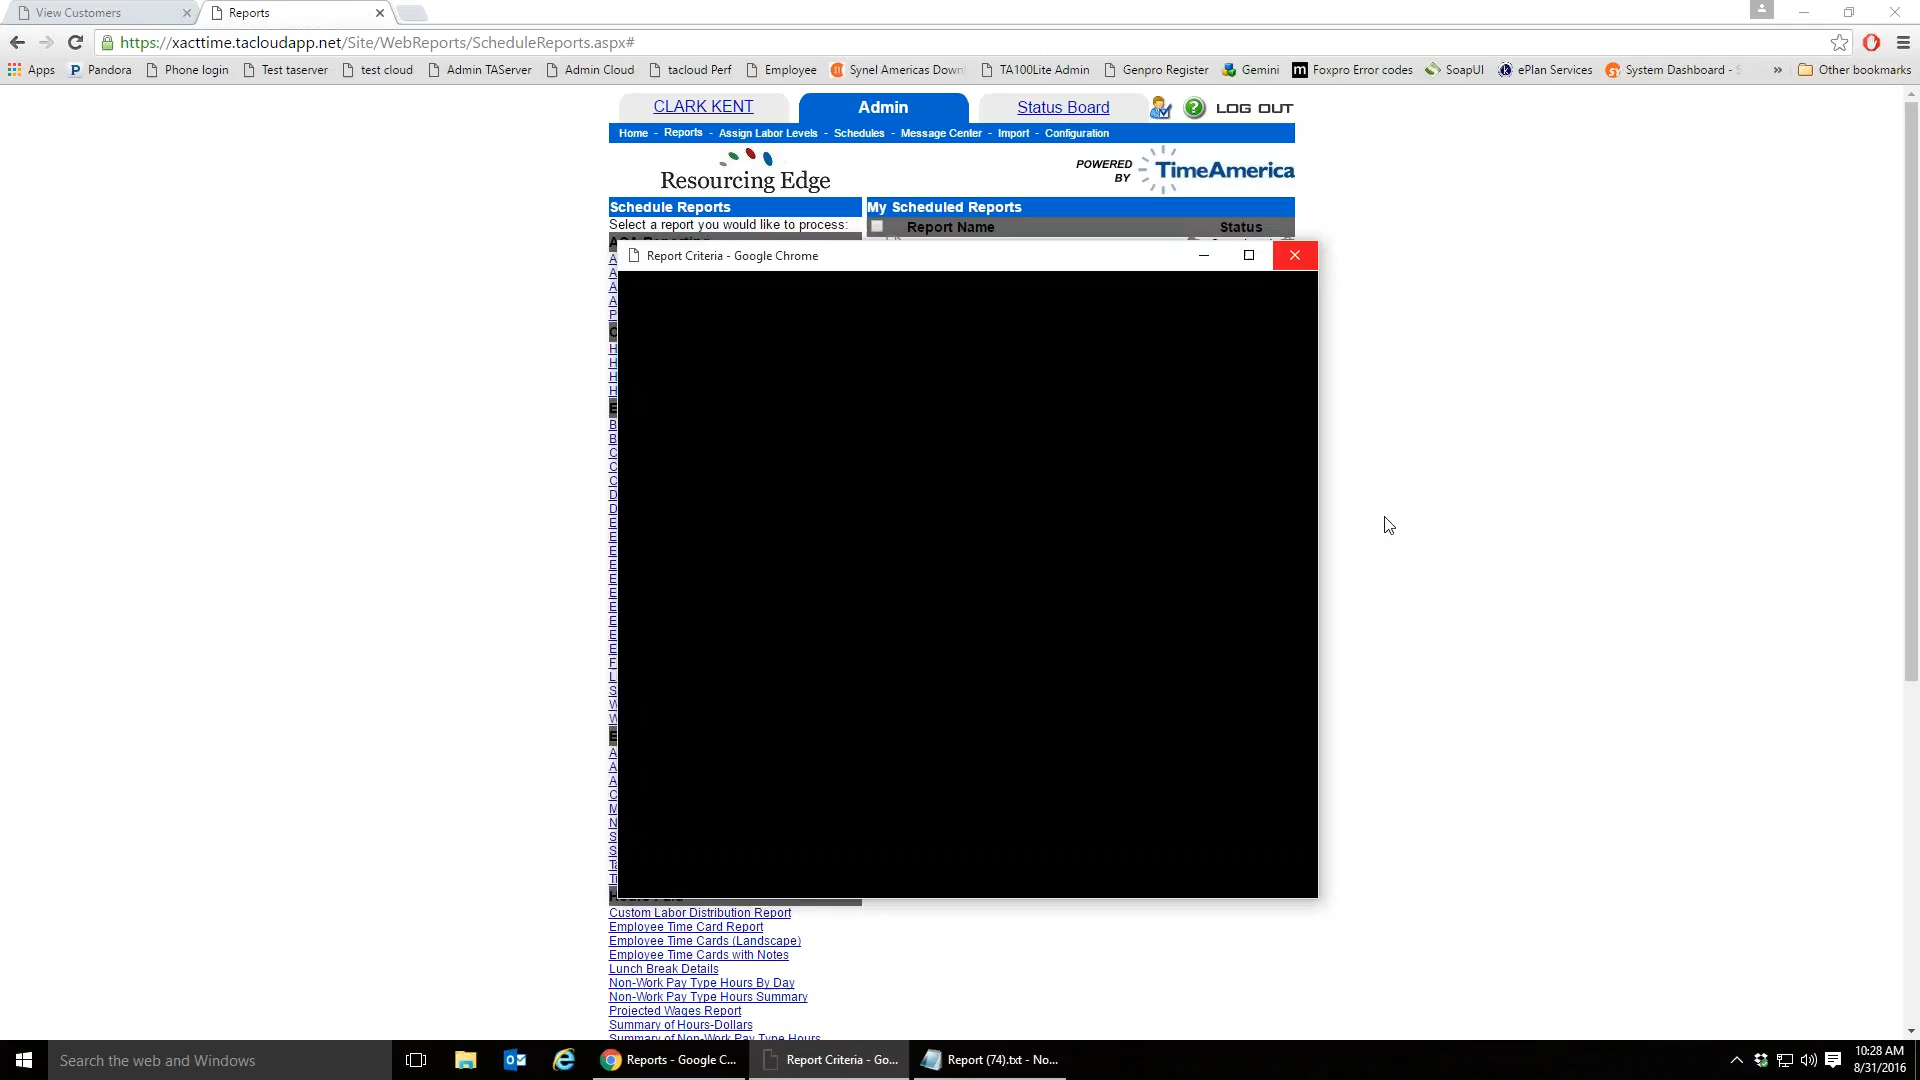 View Customers
Reports
https://xacttime.tacloudapp.net/Site/WebReports/ScheduleReports.aspx#
Apps
Pandora
Phone login
Test taserver
test cloud
Admin TAServer
Admin Cloud
tacloud Perf
Employee
Synel Americas Down
TA100Lite Admin
Genpro Register
Gemini
Foxpro Error codes
SoapUI
ePlan Services
System Dashboard -
Other bookmarks
CLARK KENT
Admin
Status Board
LOG OUT
Home - Reports - Assign Labor Levels - Schedules - Message Center - Import - Configuration
Resourcing Edge
POWERED
BY
TimeAmerica
Schedule Reports
My Scheduled Reports
Select a report you would like to process:
Report Name
Status
Report Criteria - Google Chrome
Custom Labor Distribution Report
Employee Time Card Report
Employee Time Cards (Landscape)
Employee Time Cards with Notes
Lunch Break Details
Non-Work Pay Type Hours By Day
Non-Work Pay Type Hours Summary
Projected Wages Report
Summary of Hours-Dollars
Summary of Non-Work Pay Type Hours
Search the web and Windows
Reports - Google C...
Report Criteria - Go...
Report (74).txt - No...
10:28 AM
8/31/2016